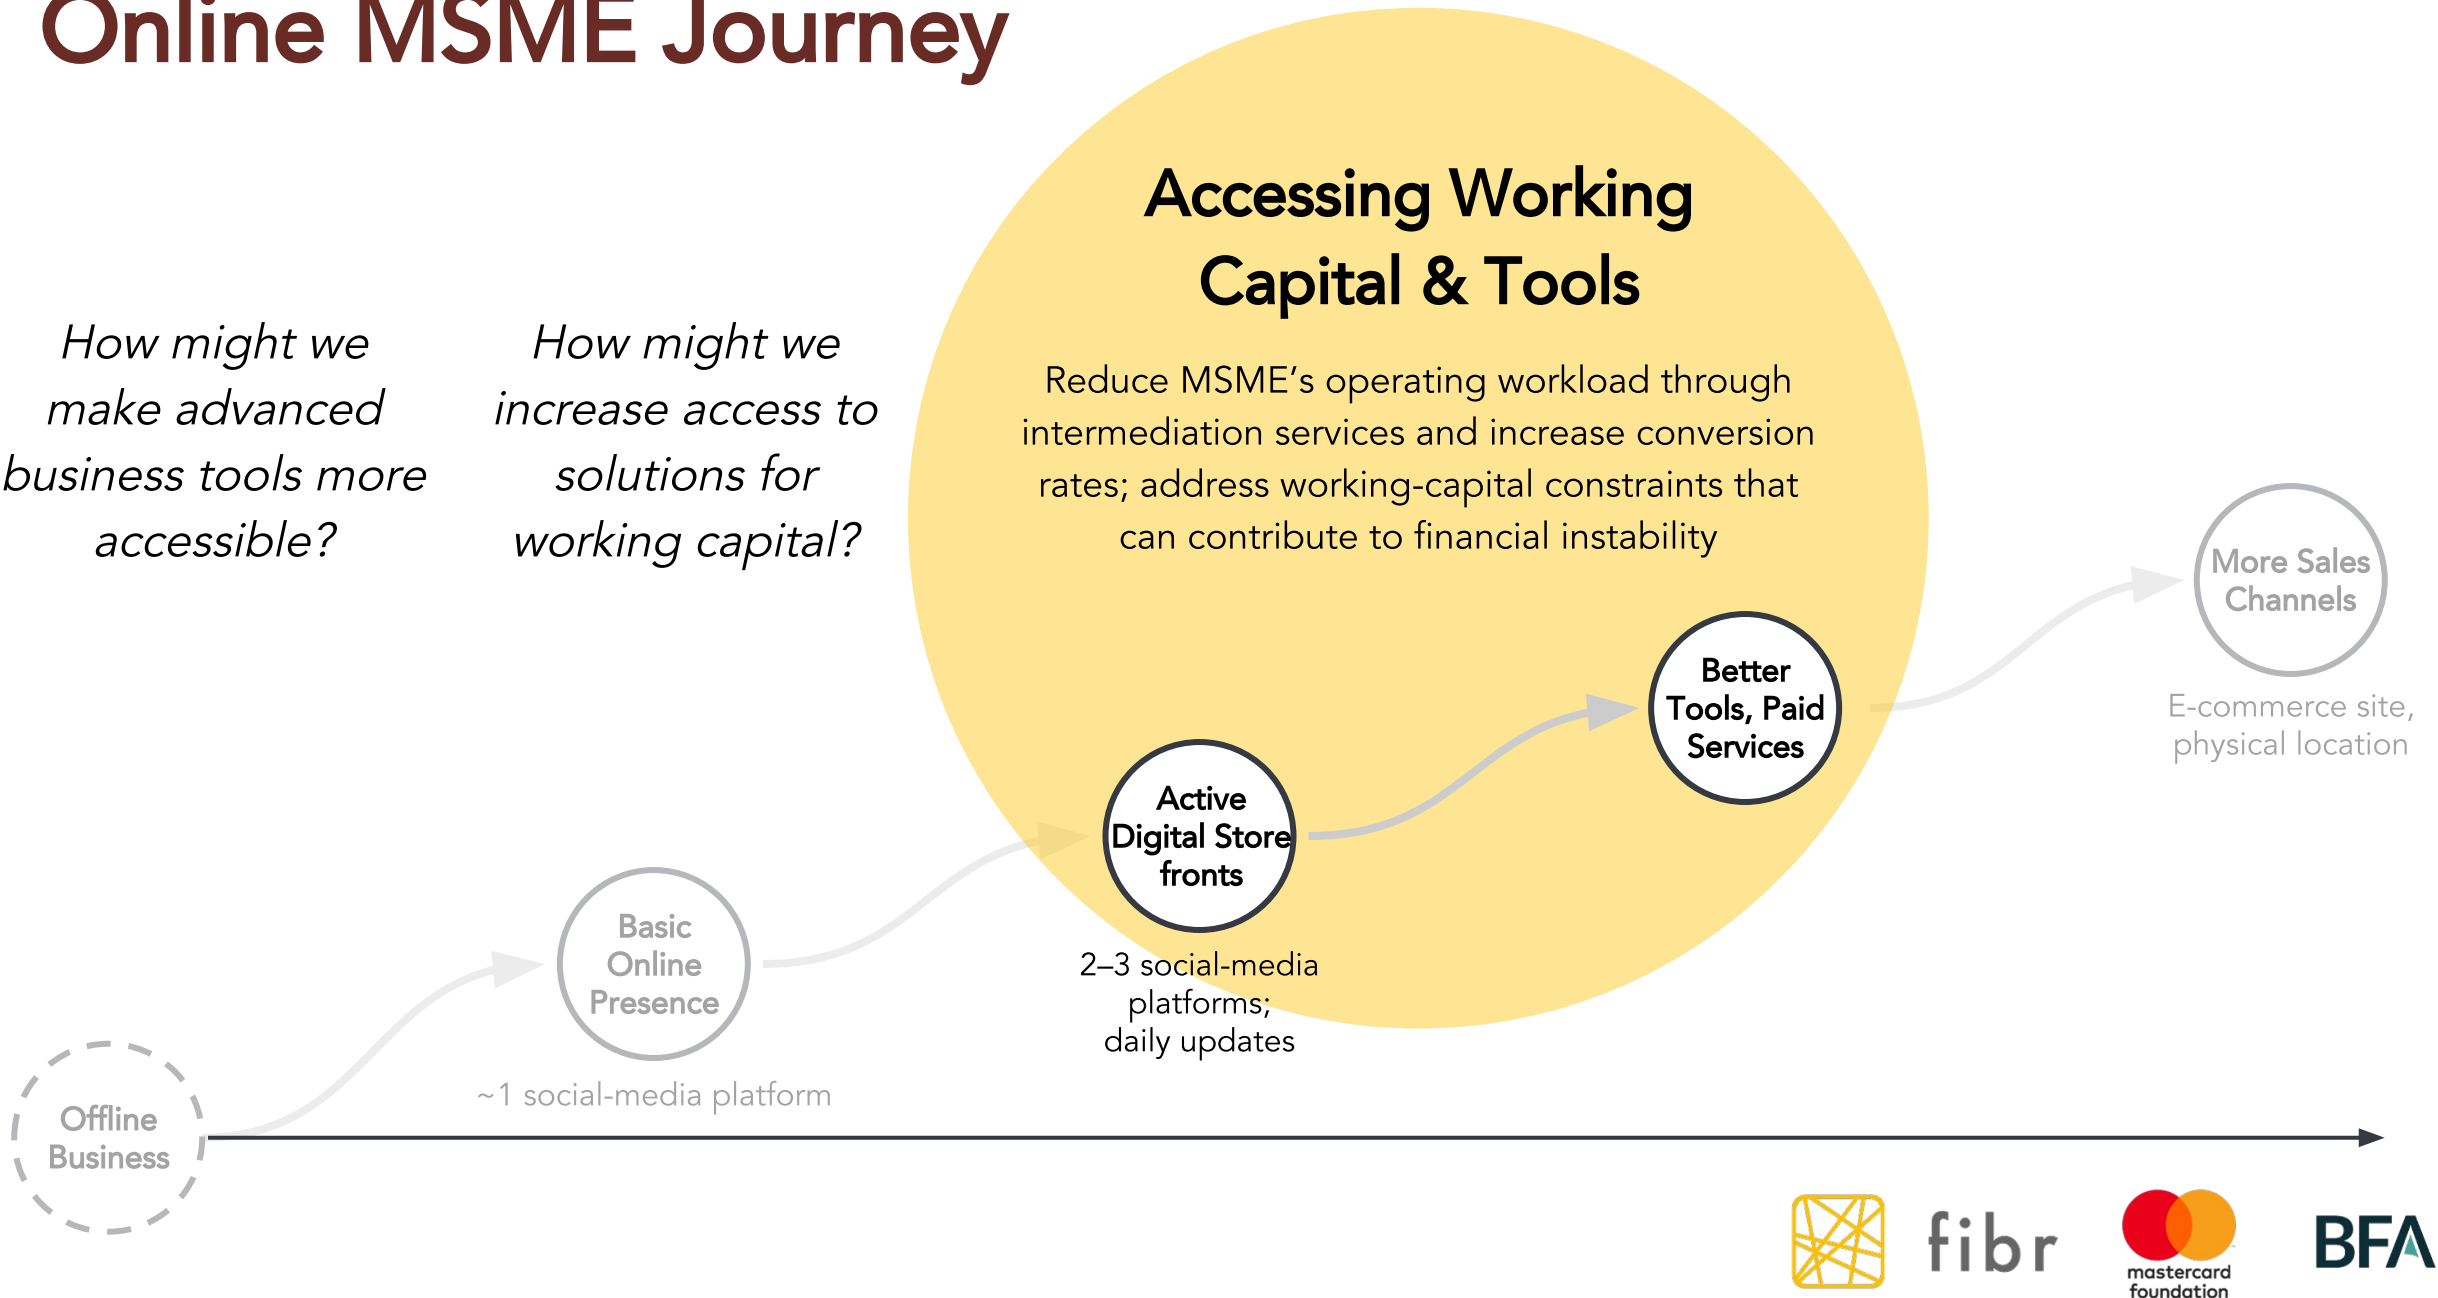 Online MSME Journey
How might we
make advanced
business tools more
accessible?
How might we
increase access to
solutions for
working capital?
Accessing Working
Capital & Tools
Reduce MSME’s operating workload through
intermediation services and increase conversion
rates; address working-capital constraints that
can contribute to financial instability
Offline
Business
Basic
Online
Presence
~1 social-media platform
Active
Digital Store
fronts
2–3 social-media
platforms;
daily updates
Better
Tools, Paid
Services
More Sales
Channels
E-commerce site,
physical location
fibr
mastercard
foundation
BFA